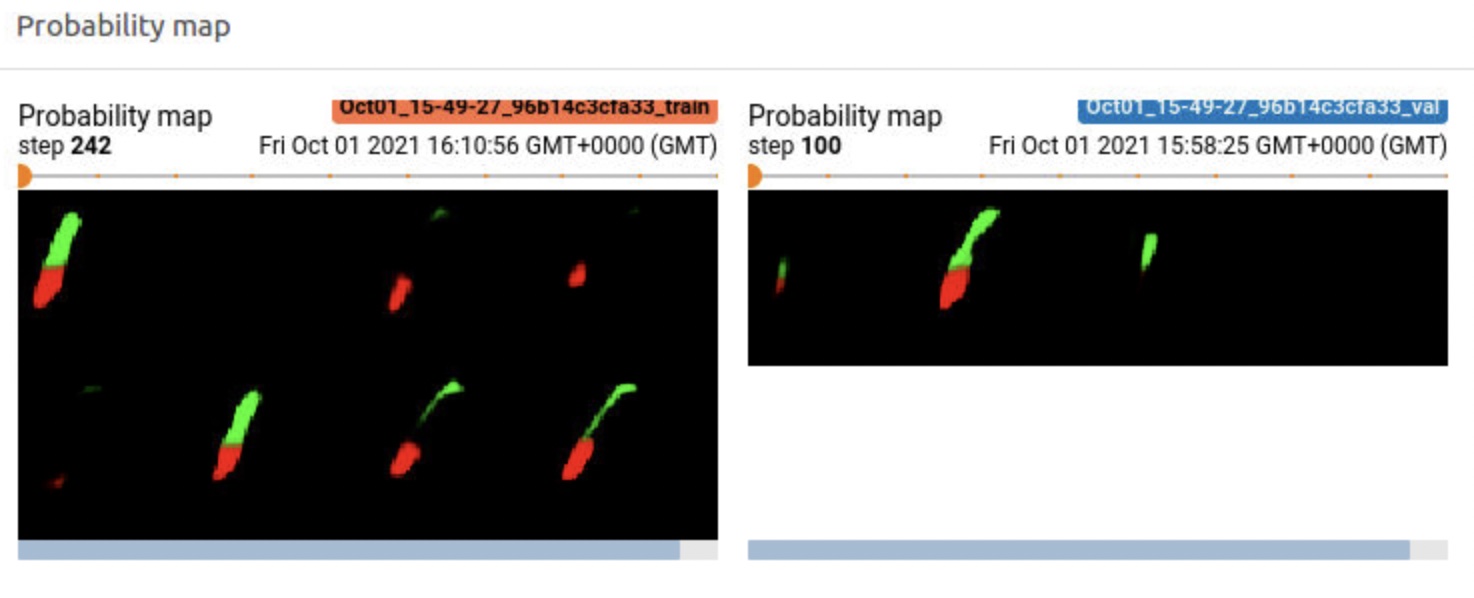 Probability map
Probability map
Oct01_15-49-27_96b14c3cfa33_train
step 242
Fri Oct 01 2021 16:10:56 GMT+0000 (GMT)
Probability map
Oct01_15-49-27_96b14c3cfa33_val
step 100
Fri Oct 01 2021 15:58:25 GMT+0000 (GMT)